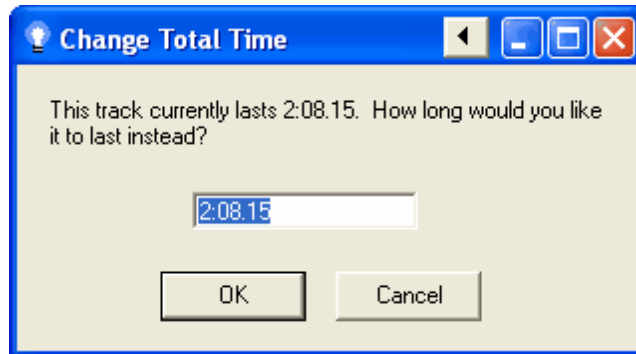 Change Total Time
This track currently lasts 2:08.15.  How long would you like
it to last instead?
2:08.15
OK
Cancel